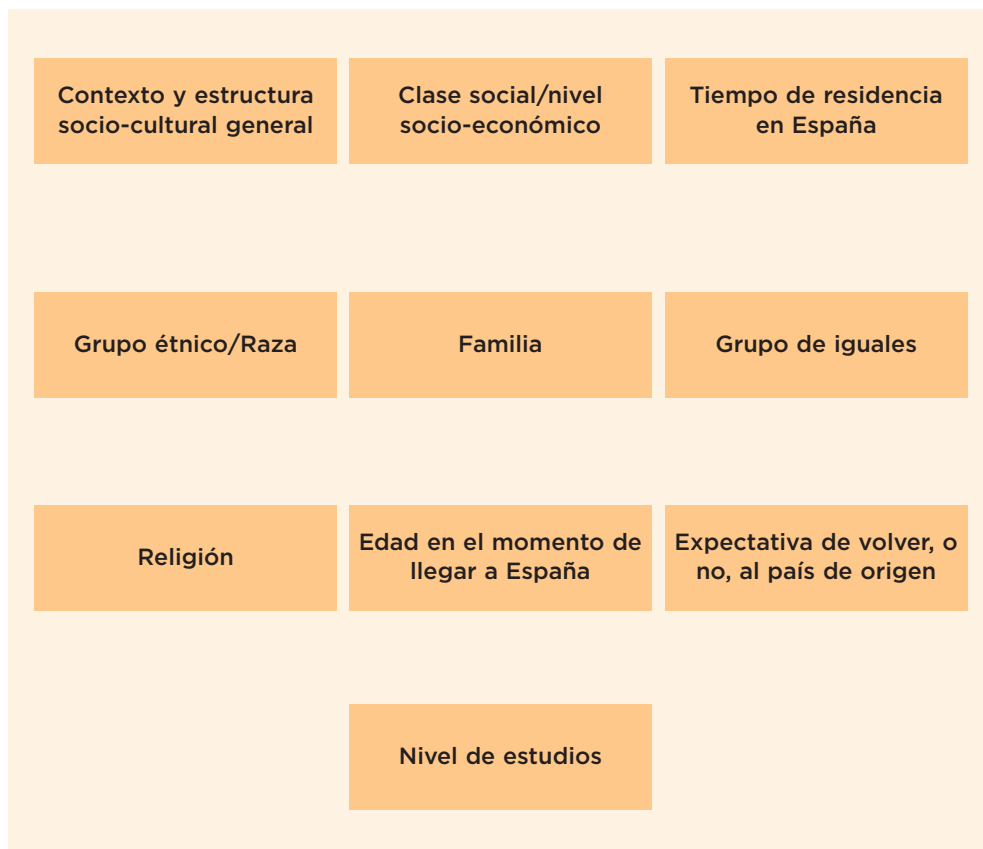 Contexto y estructura
socio-cultural general
Clase social/nivel
socio-económico
Tiempo de residencia
en España
Grupo étnico/Raza
Familia
Grupo de iguales
Religión
Edad en el momento de
llegar a España
Expectativa de volver, o
no, al país de origen
Nivel de estudios